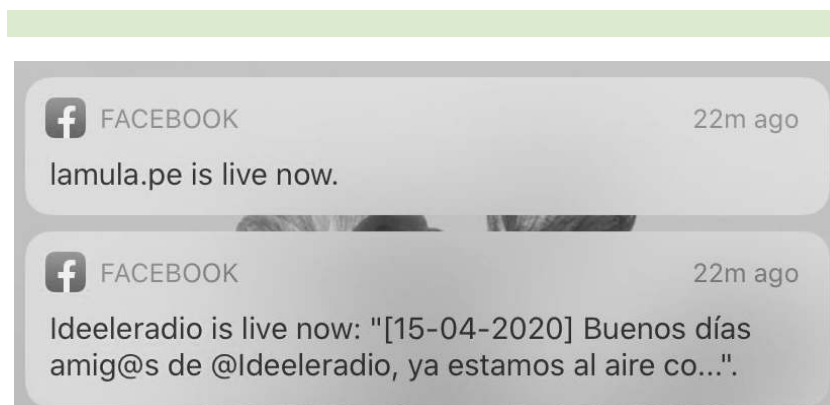 FACEBOOK 22m ago
lamula.pe is live now.
FACEBOOK 22m ago
Ideeleradio is live now: "[15-04-2020] Buenos días
amig@s de @Ideeleradio, ya estamos al aire co...".